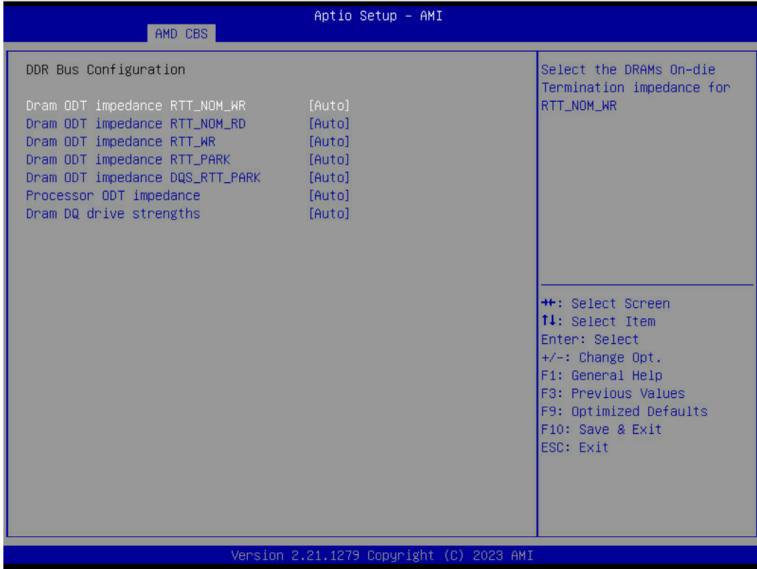 Aptio Setup - AMI
AMD CBS
DDR Bus Configuration
Dram ODT impedance RTT_NOM_WR [Auto]
Dram ODT impedance RTT_NOM_RD [Auto]
Dram ODT impedance RTT_WR [Auto]
Dram ODT impedance RTT_PARK [Auto]
Dram ODT impedance DQS_RTT_PARK [Auto]
Processor ODT impedance [Auto]
Dram DQ drive strengths [Auto]
Select the DRAMs On-die
Termination impedance for
RTT_NOM_WR
→←: Select Screen
↑↓: Select Item
Enter: Select
+/-: Change Opt.
F1: General Help
F3: Previous Values
F9: Optimized Defaults
F10: Save & Exit
ESC: Exit
Version 2.21.1279 Copyright (C) 2023 AMI